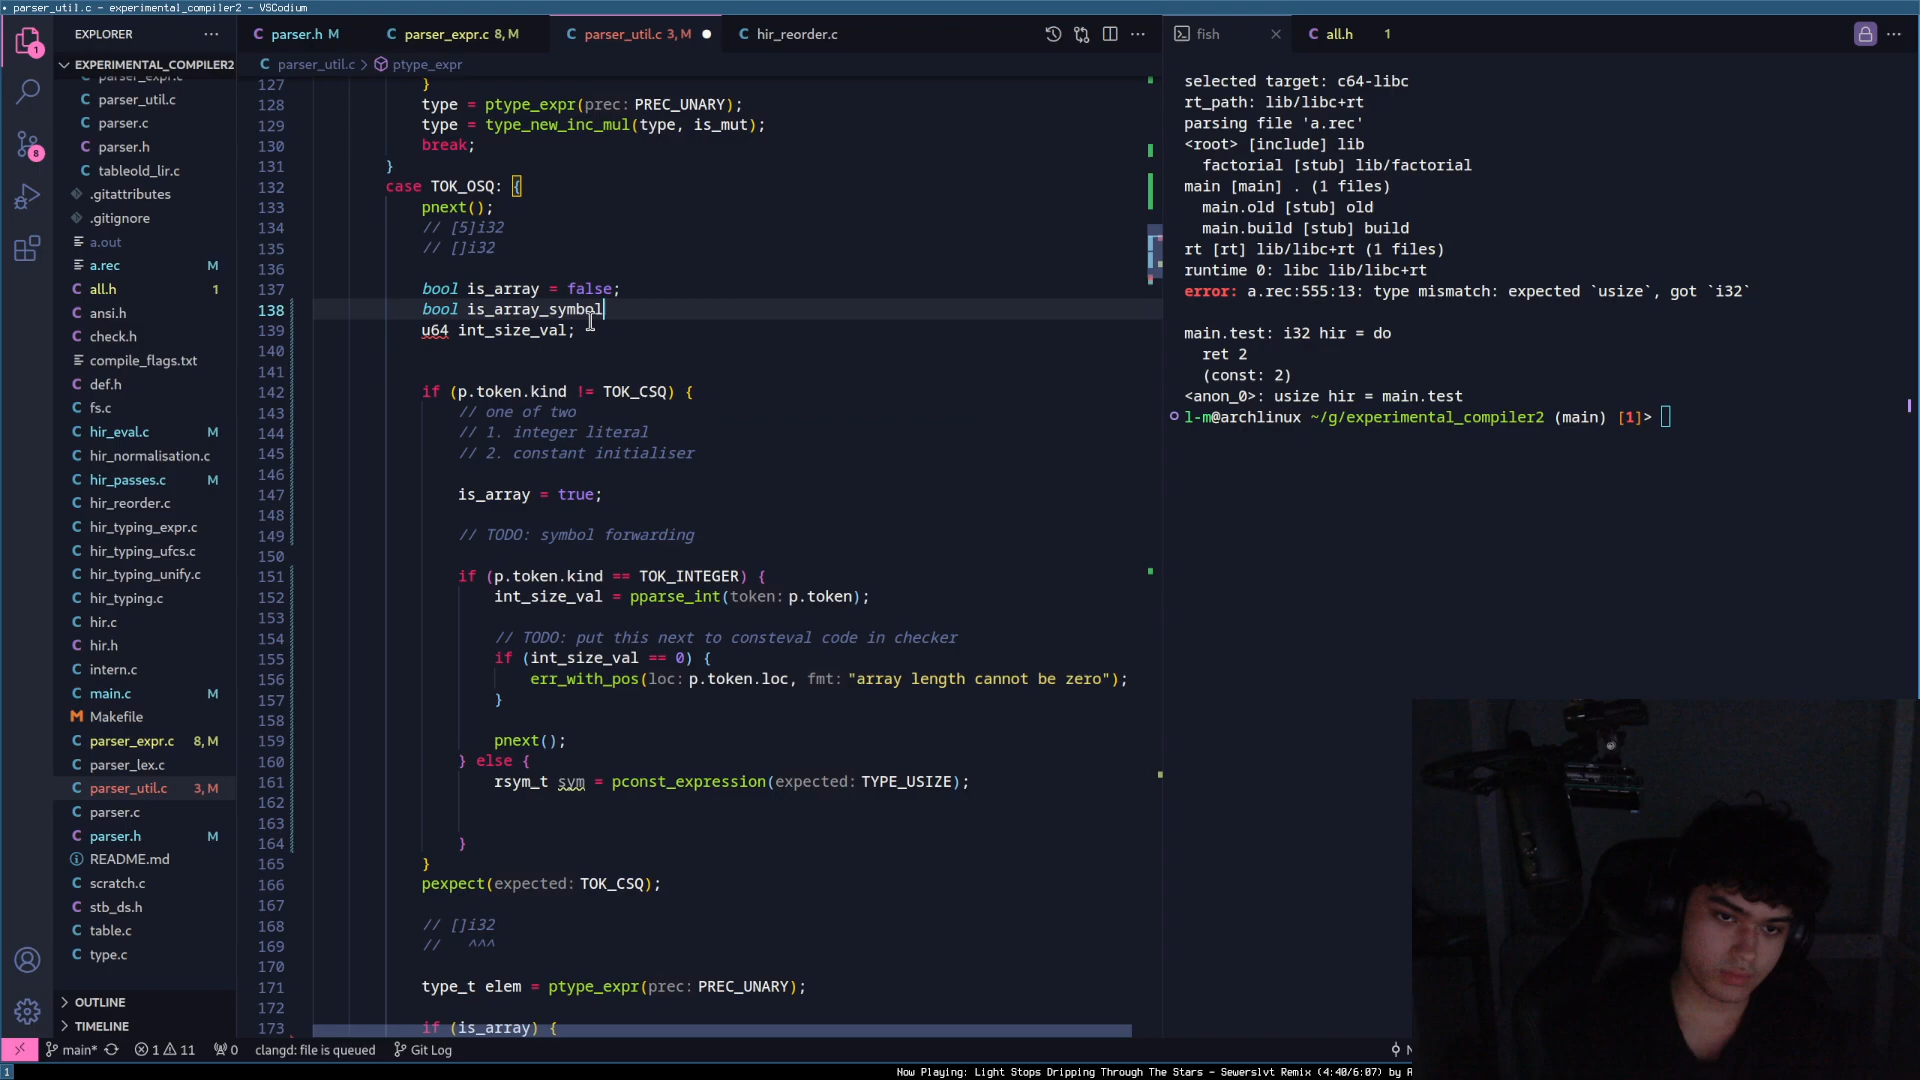 parser_util.c - experimental_compiler2 - VSCodium
EXPLORER
EXPERIMENTAL_COMPILER2
parser_expr.c
parser_util.c
parser.c
parser.h
tableold_lir.c
.gitattributes
.gitignore
a.out
a.rec M
all.h 1
ansi.h
check.h
compile_flags.txt
def.h
fs.c
hir_eval.c M
hir_normalisation.c
hir_passes.c M
hir_reorder.c
hir_typing_expr.c
hir_typing_ufcs.c
hir_typing_unify.c
hir_typing.c
hir.c
hir.h
intern.c
main.c M
Makefile
parser_expr.c 8, M
parser_lex.c
parser_util.c 3, M
parser.c
parser.h M
README.md
scratch.c
stb_ds.h
table.c
type.c
OUTLINE
TIMELINE
1
8
parser.h M
parser_expr.c 8, M
parser_util.c 3, M
hir_reorder.c
parser_util.c > ptype_expr
127 }
128 type = ptype_expr(prec: PREC_UNARY);
129 type = type_new_inc_mul(type, is_mut);
130 break;
131 }
132 case TOK_OSQ: {
133 pnext();
134 // [5]i32
135 // []i32
136
137 bool is_array = false;
138 bool is_array_symbol
139 u64 int_size_val;
140
141
142 if (p.token.kind != TOK_CSQ) {
143 // one of two
144 // 1. integer literal
145 // 2. constant initialiser
146
147 is_array = true;
148
149 // TODO: symbol forwarding
150
151 if (p.token.kind == TOK_INTEGER) {
152 int_size_val = pparse_int(token: p.token);
153
154 // TODO: put this next to consteval code in checker
155 if (int_size_val == 0) {
156 err_with_pos(loc: p.token.loc, fmt: "array length cannot be zero");
157 }
158
159 pnext();
160 } else {
161 rsym_t sym = pconst_expression(expected: TYPE_USIZE);
162
163
164 }
165 }
166 pexpect(expected: TOK_CSQ);
167
168 // []i32
169 // ^^^
170
171 type_t elem = ptype_expr(prec: PREC_UNARY);
172
173 if (is_array) {
fish
all.h 1
selected target: c64-libc
rt_path: lib/libc+rt
parsing file 'a.rec'
<root> [include] lib
factorial [stub] lib/factorial
main [main] . (1 files)
main.old [stub] old
main.build [stub] build
rt [rt] lib/libc+rt (1 files)
runtime 0: libc lib/libc+rt
error: a.rec:555:13: type mismatch: expected `usize`, got `i32`
main.test: i32 hir = do
ret 2
(const: 2)
<anon_0>: usize hir = main.test
l-m@archlinux ~/g/experimental_compiler2 (main) [1]>
main* 1 11 0 clangd: file is queued Git Log
1
Now Playing: Light Stops Dripping Through The Stars - Sewerslvt Remix (4:40/6:07) by R